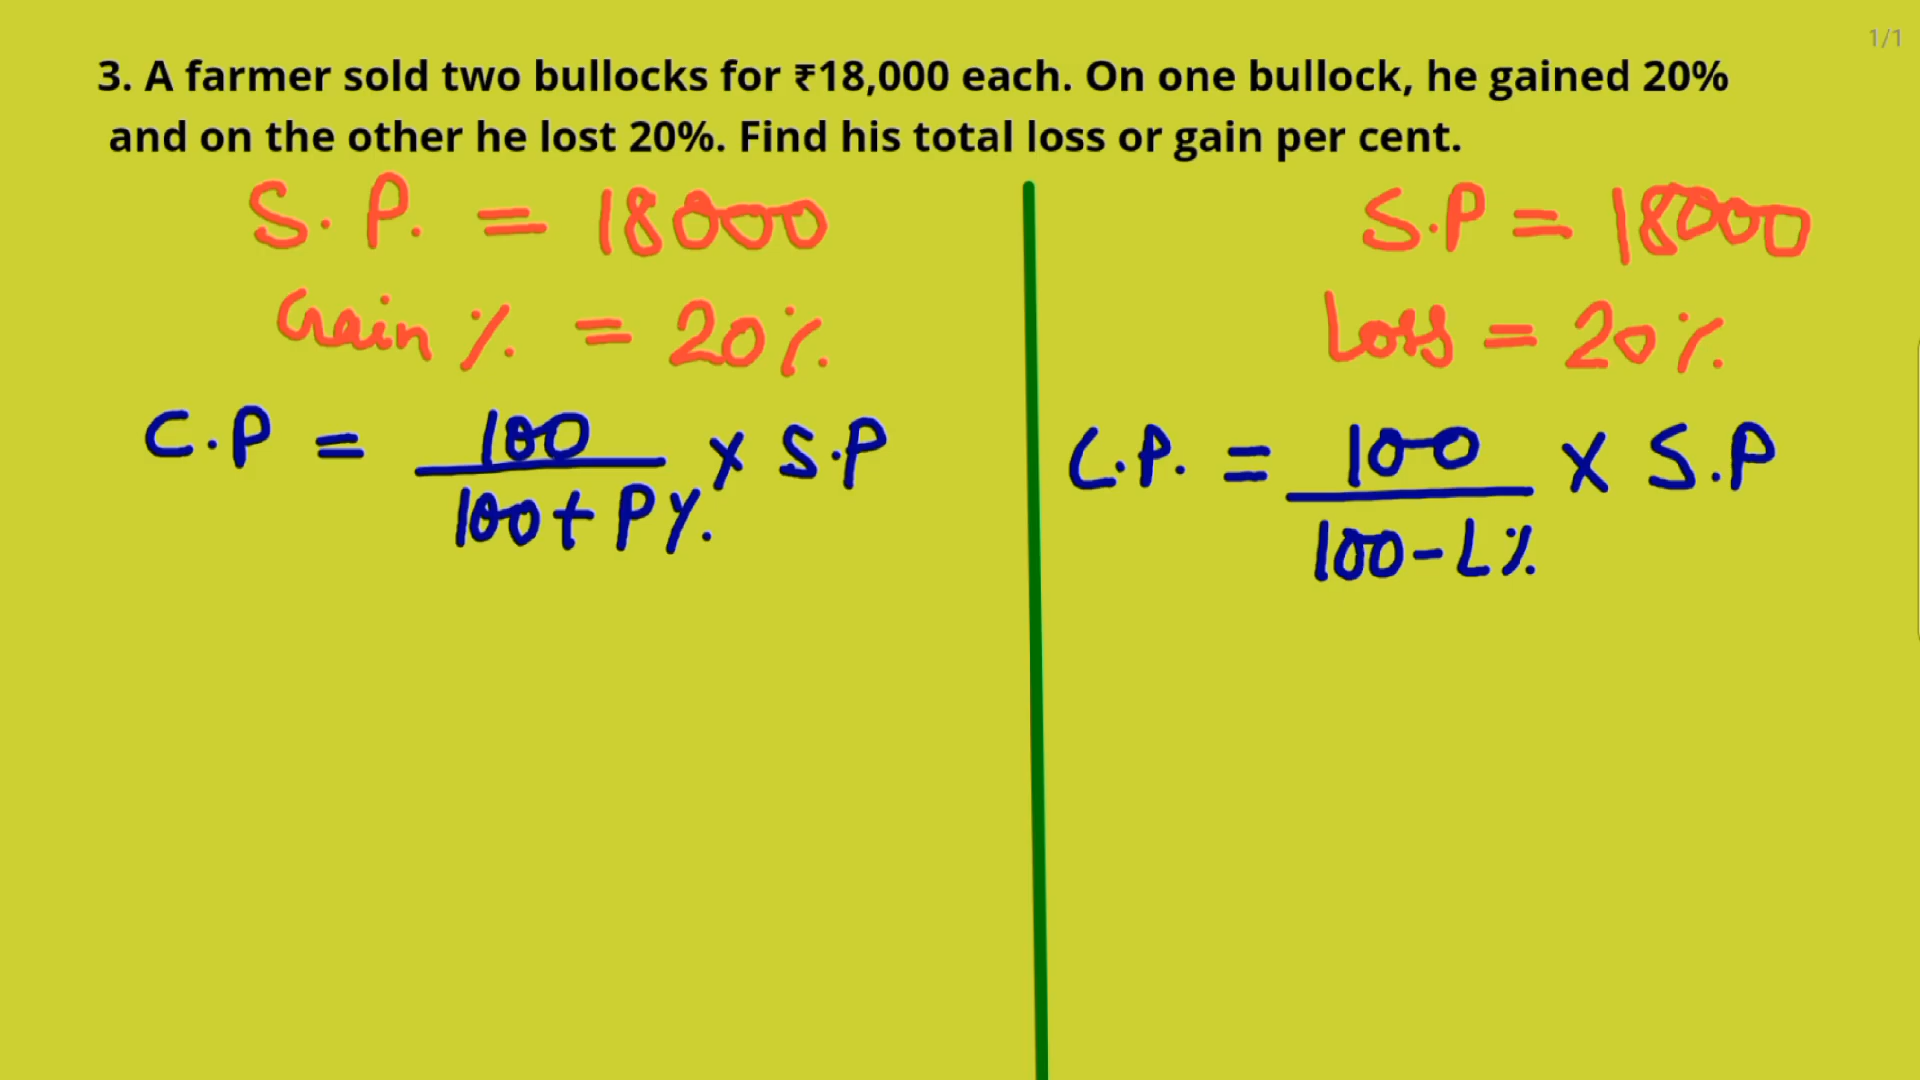 1/1
3. A farmer sold two bullocks for ₹18,000 each. On one bullock, he gained 20%
and on the other he lost 20%. Find his total loss or gain per cent.
S.P. = 18000
Gain % = 20%
C.P = 100/100+P% × S.P
S.P = 18000
Loss = 20%
C.P. = 100/100-L% × S.P